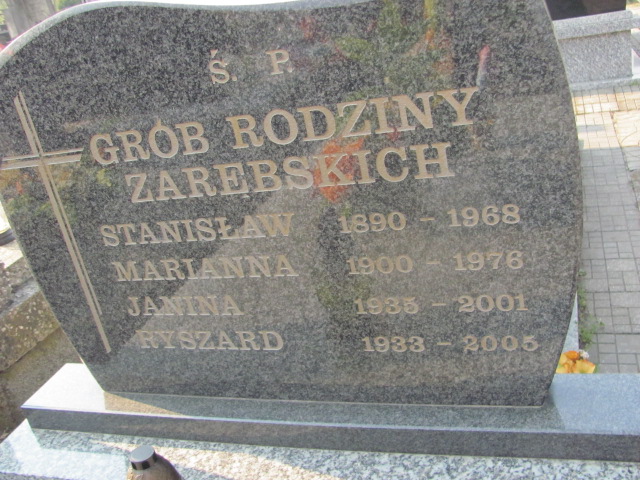 Ś. P.
GRÓB RODZINY
ZARĘBSKICH
STANISŁAW 1890 - 1968
MARIANNA 1900 - 1976
JANINA 1935 - 2001
RYSZARD 1933 - 2005